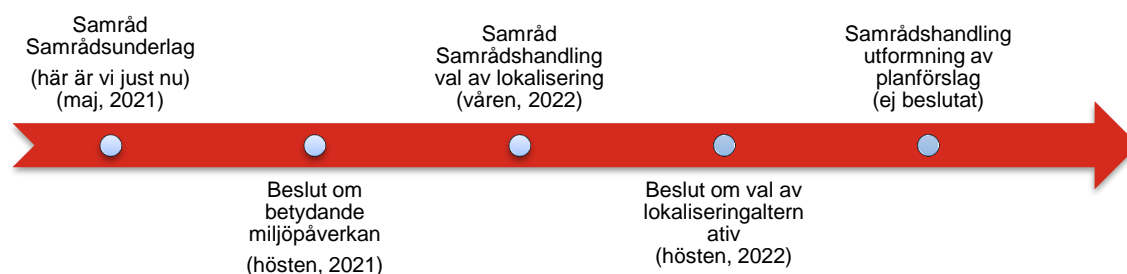 Samråd
Samrådsunderlag
(här är vi just nu)
(maj, 2021)
Beslut om
betydande
miljöpåverkan
(hösten, 2021)
Samråd
Samrådshandling
val av lokalisering
(våren, 2022)
Beslut om val av
lokaliseringaltern
ativ
(hösten, 2022)
Samrådshandling
utformning av
planförslag
(ej beslutat)